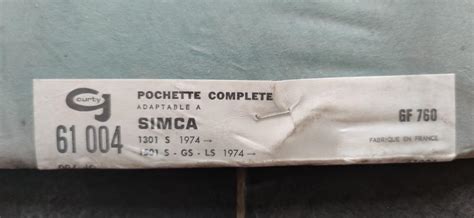 Curty
POCHETTE COMPLETE
ADAPTABLE A
GF 760
61 004
SIMCA
1301 S 1974 →
FABRIQUE EN FRANCE
1501 S - GS - LS 1974 →